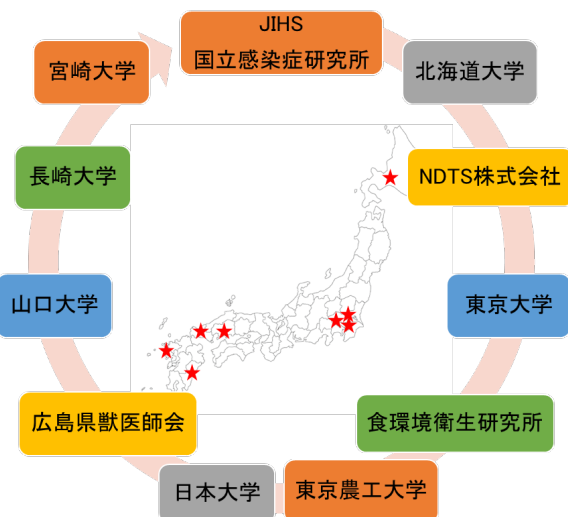 JIHS
国立感染症研究所
北海道大学
NDTS株式会社
東京大学
食環境衛生研究所
東京農工大学
日本大学
広島県獣医師会
山口大学
長崎大学
宮崎大学